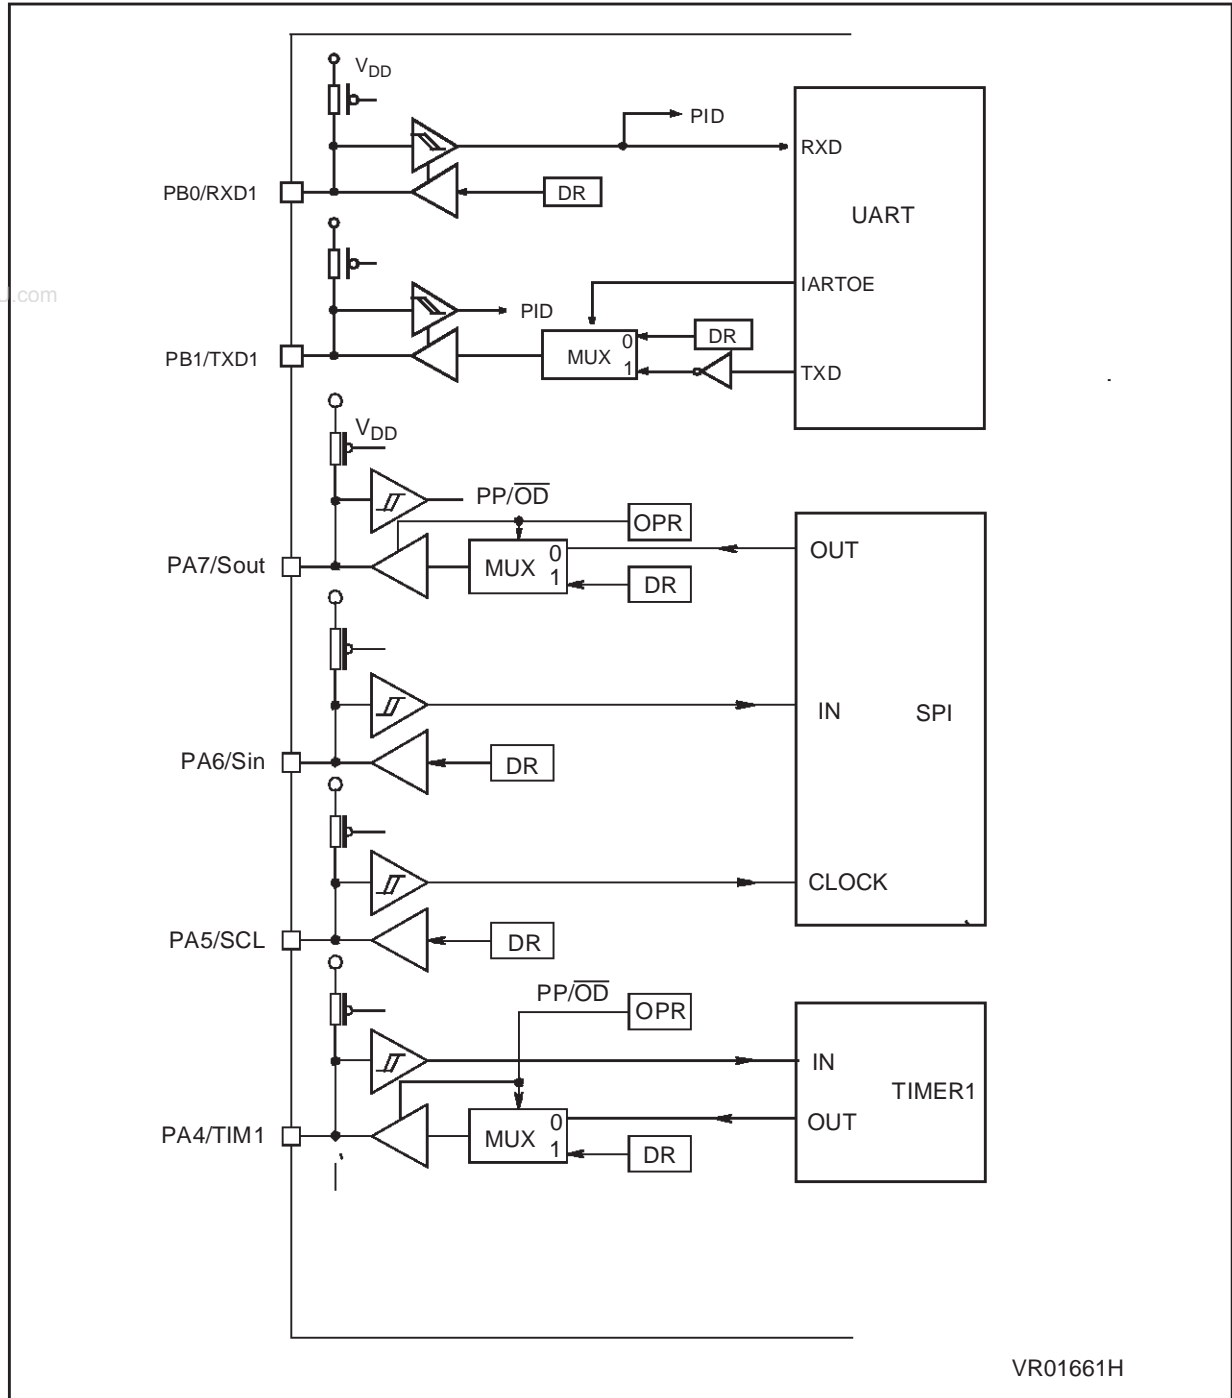 VDD
PID
RXD
PB0/RXD1
DR
UART
IARTOE
.com
PID
DR
0
MUX
1
PB1/TXD1
TXD
VDD
PP/OD
OPR
OUT
0
PA7/Sout
MUX
1
DR
IN
SPI
PA6/Sin
DR
CLOCK
PA5/SCL
DR
PP/OD
OPR
IN
TIMER1
OUT
0
PA4/TIM1
MUX
1
DR
VR01661H